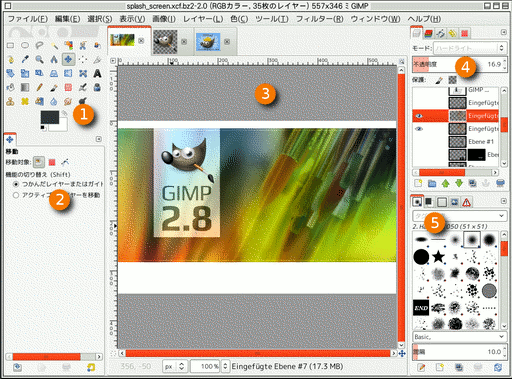 splash_screen.xcf.bz2-2.0 (RGBカラー, 35枚のレイヤー) 557x346 ミ GIMP
ファイル(F) 編集(E) 選択(S) 表示(V) 画像(I) レイヤー(L) 色(C) ツール(T) フィルター(R) ウィンドウ(W) ヘルプ(H)
モード: ハードライト
不透明度 16.9
保護:
GIMP ...
Eingefügte
Eingefügte
Eingefügte
Eingefügte
Ebene #1
1
2
3
4
5
移動
移動対象:
機能の切り替え (Shift)
つかんだレイヤーまたはガイド
アクティブ レイヤーを移動
GIMP
2.8
Basic,
間隔 10.0
356, -50 px 100% Eingefügte Ebene #7 (17.3 MB)